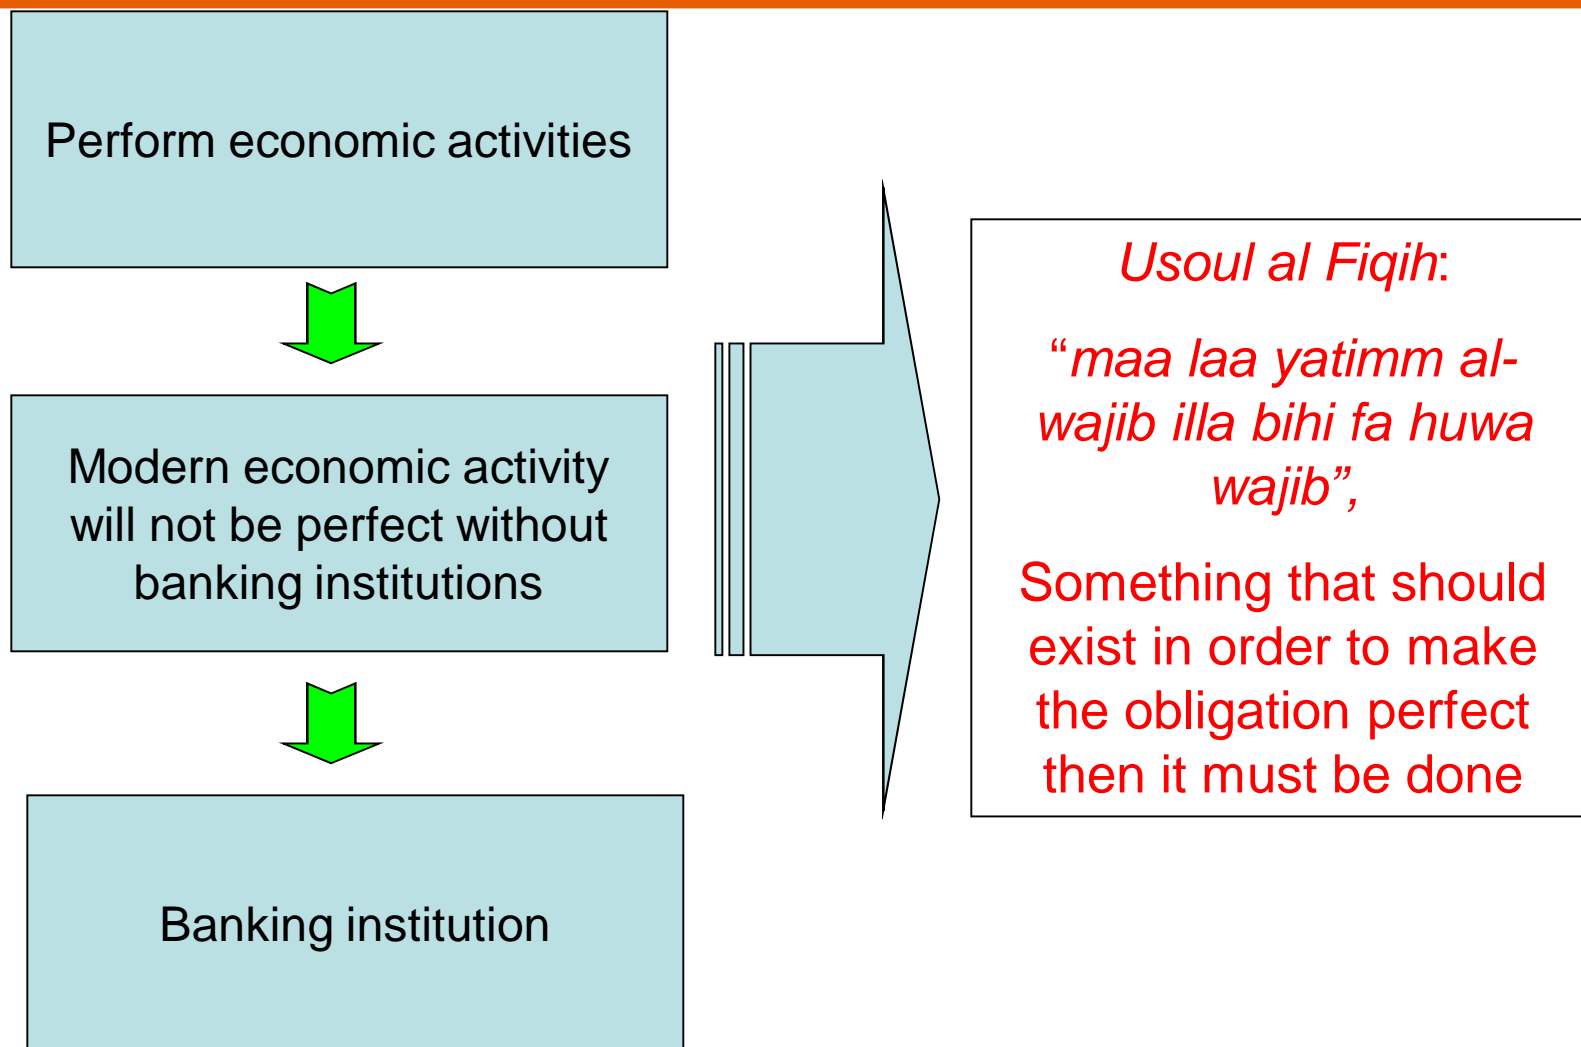 Perform economic activities
Modern economic activity
will not be perfect without
banking institutions
Banking institution
Usoul al Fiqih:
“maa laa yatimm al-
wajib illa bihi fa huwa
wajib”,
Something that should
exist in order to make
the obligation perfect
then it must be done